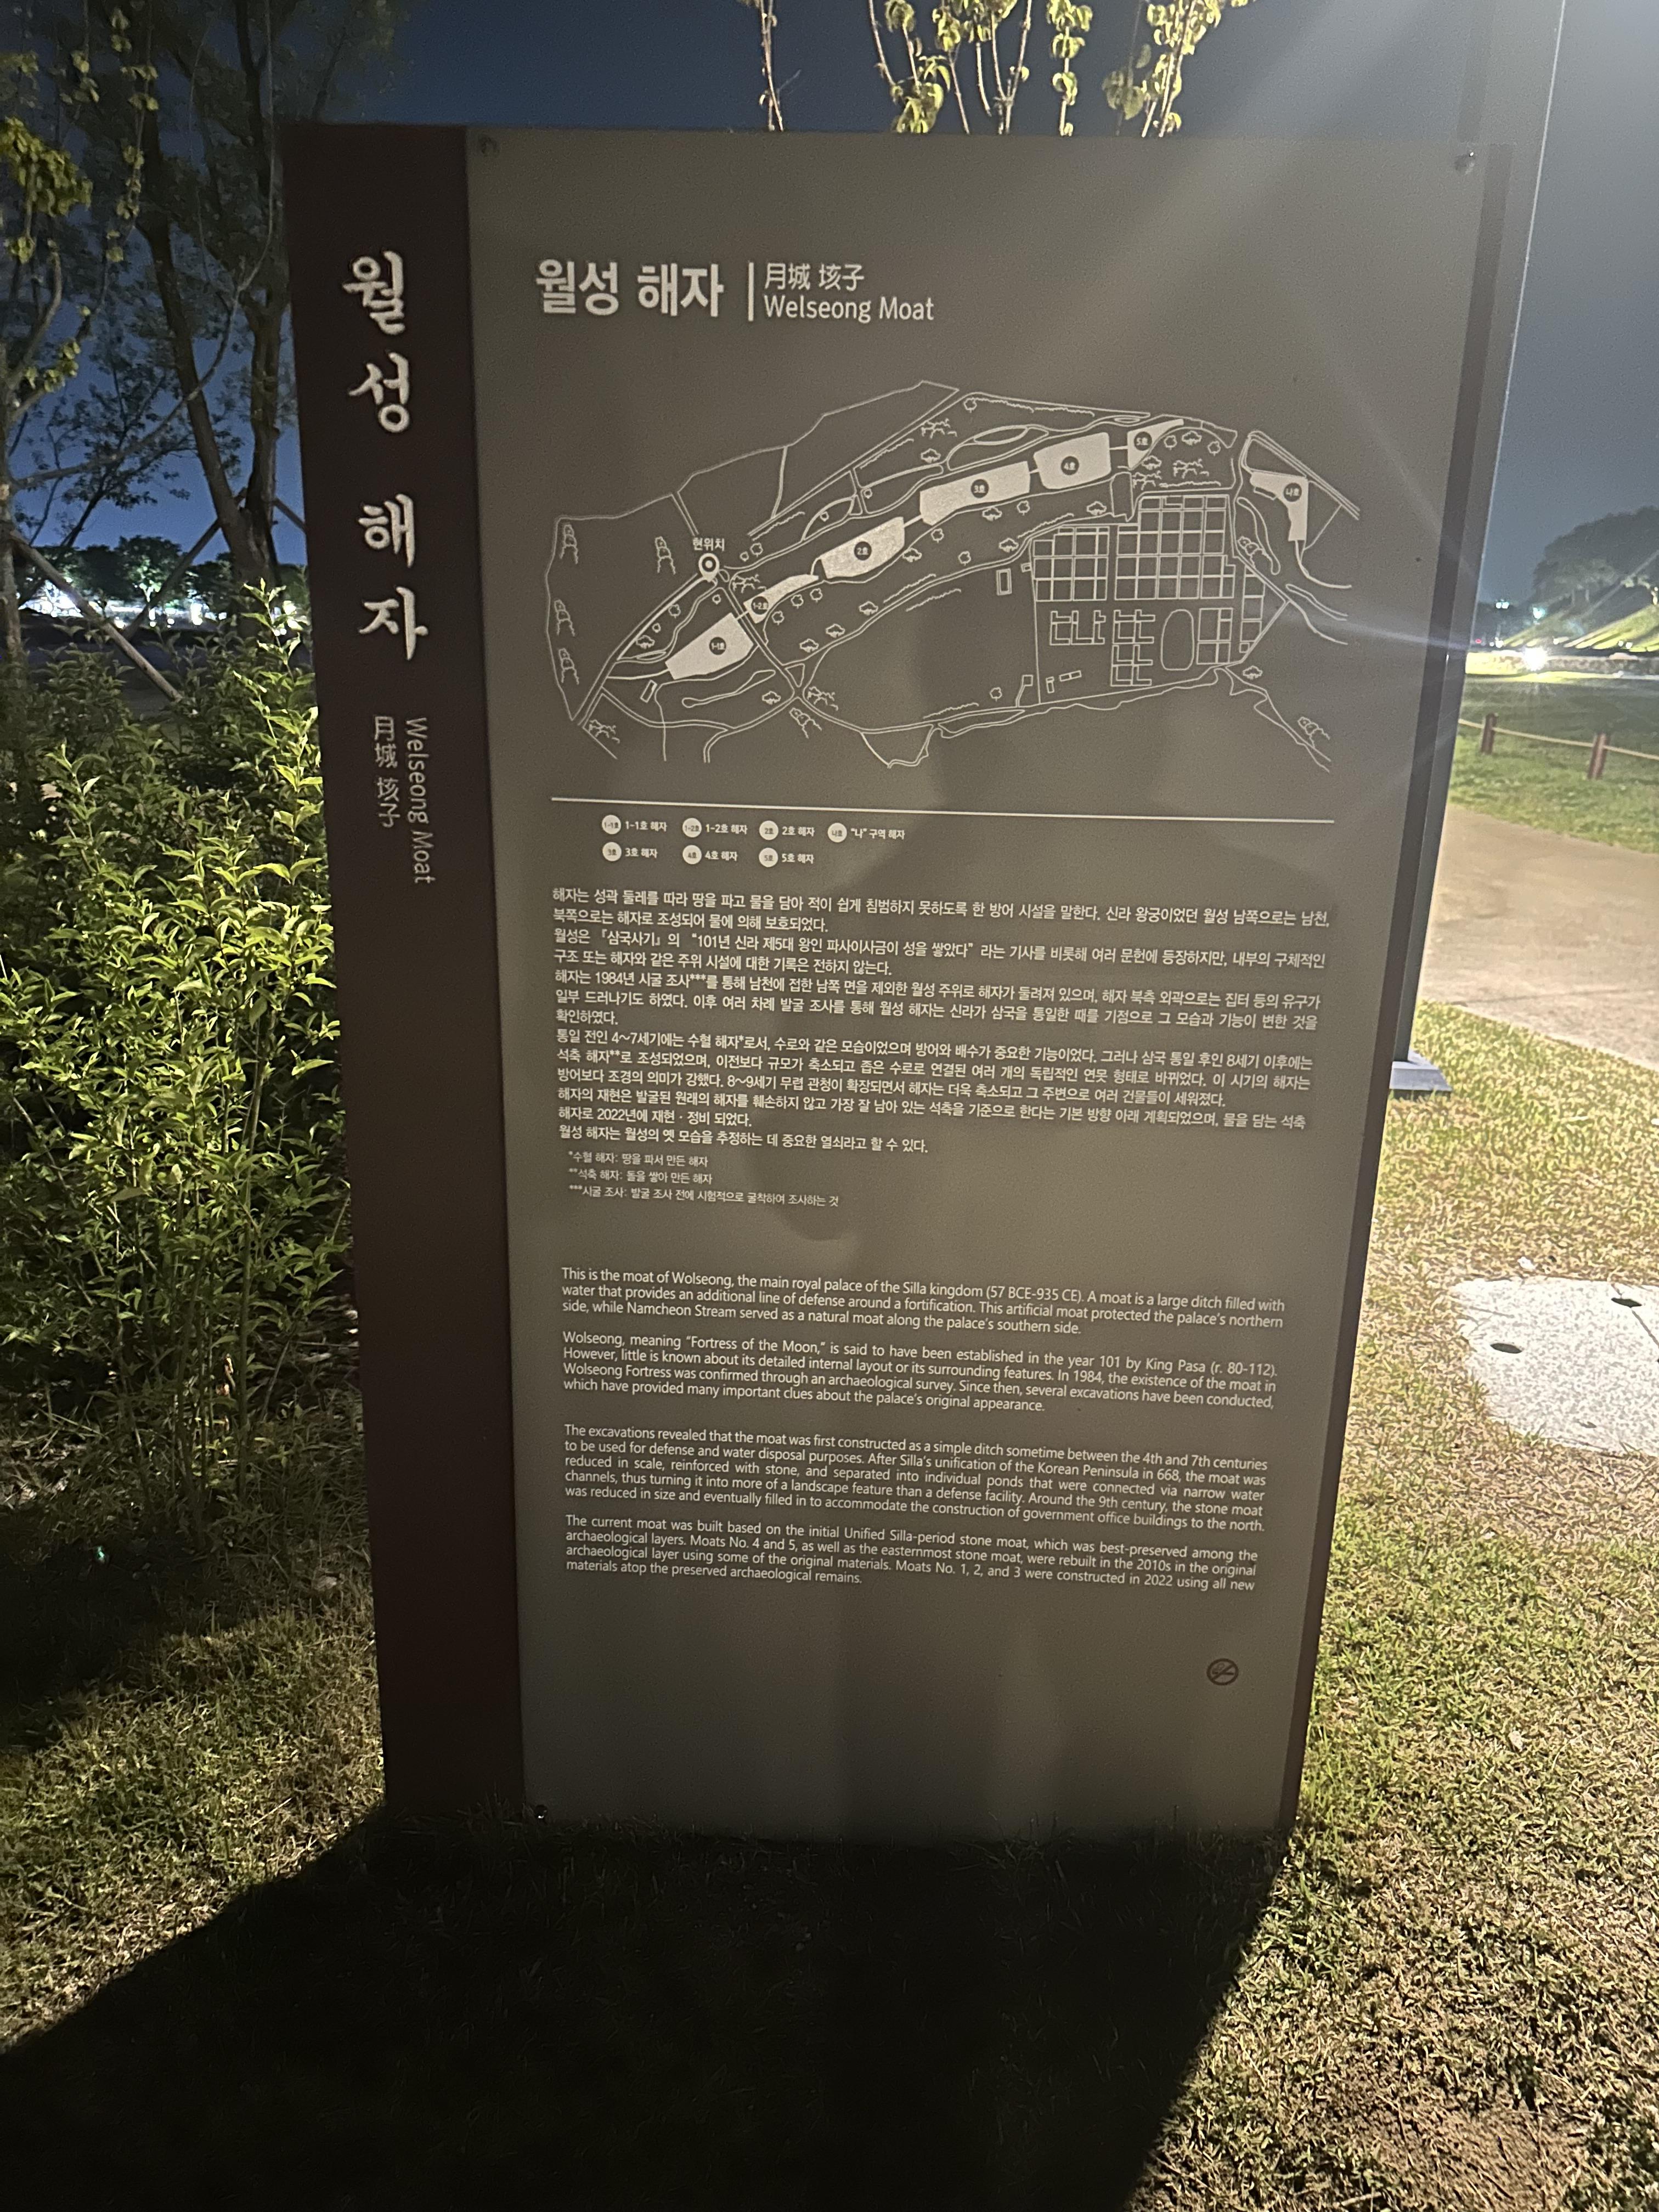 월성 해자
月城 垓子
Welseong Moat
월성 해자
月城 垓子
Welseong Moat
현위치
1-1호
1-2호
2호
3호
4호
5호
나호
1-1호 1-1호 해자 1-2호 1-2호 해자 2호 2호 해자 나호 "나" 구역 해자
3호 3호 해자 4호 4호 해자 5호 5호 해자
해자는 성곽 둘레를 따라 땅을 파고 물을 담아 적이 쉽게 침범하지 못하도록 한 방어 시설을 말한다. 신라 왕궁이었던 월성 남쪽으로는 남천,
북쪽으로는 해자로 조성되어 물에 의해 보호되었다.
월성은 『삼국사기』의 “101년 신라 제5대 왕인 파사이사금이 성을 쌓았다” 라는 기사를 비롯해 여러 문헌에 등장하지만, 내부의 구체적인
구조 또는 해자와 같은 주위 시설에 대한 기록은 전하지 않는다.
해자는 1984년 시굴 조사***를 통해 남천에 접한 남쪽 면을 제외한 월성 주위로 해자가 둘려져 있으며, 해자 북측 외곽으로는 집터 등의 유구가
일부 드러나기도 하였다. 이후 여러 차례 발굴 조사를 통해 월성 해자는 신라가 삼국을 통일한 때를 기점으로 그 모습과 기능이 변한 것을
확인하였다.
통일 전인 4~7세기에는 수혈 해자*로서, 수로와 같은 모습이었으며 방어와 배수가 중요한 기능이었다. 그러나 삼국 통일 후인 8세기 이후에는
석축 해자**로 조성되었으며, 이전보다 규모가 축소되고 좁은 수로로 연결된 여러 개의 독립적인 연못 형태로 바뀌었다. 이 시기의 해자는
방어보다 조경의 의미가 강했다. 8~9세기 무렵 관청이 확장되면서 해자는 더욱 축소되고 그 주변으로 여러 건물들이 세워졌다.
해자의 재현은 발굴된 원래의 해자를 훼손하지 않고 가장 잘 남아 있는 석축을 기준으로 한다는 기본 방향 아래 계획되었으며, 물을 담는 석축
해자로 2022년에 재현 · 정비 되었다.
월성 해자는 월성의 옛 모습을 추정하는 데 중요한 열쇠라고 할 수 있다.
*수혈 해자: 땅을 파서 만든 해자
**석축 해자: 돌을 쌓아 만든 해자
***시굴 조사: 발굴 조사 전에 시험적으로 굴착하여 조사하는 것
This is the moat of Wolseong, the main royal palace of the Silla kingdom (57 BCE-935 CE). A moat is a large ditch filled with
water that provides an additional line of defense around a fortification. This artificial moat protected the palace's northern
side, while Namcheon Stream served as a natural moat along the palace's southern side.
Wolseong, meaning “Fortress of the Moon,” is said to have been established in the year 101 by King Pasa (r. 80-112).
However, little is known about its detailed internal layout or its surrounding features. In 1984, the existence of the moat in
Wolseong Fortress was confirmed through an archaeological survey. Since then, several excavations have been conducted,
which have provided many important clues about the palace's original appearance.
The excavations revealed that the moat was first constructed as a simple ditch sometime between the 4th and 7th centuries
to be used for defense and water disposal purposes. After Silla's unification of the Korean Peninsula in 668, the moat was
reduced in scale, reinforced with stone, and separated into individual ponds that were connected via narrow water
channels, thus turning it into more of a landscape feature than a defense facility. Around the 9th century, the stone moat
was reduced in size and eventually filled in to accommodate the construction of government office buildings to the north.
The current moat was built based on the initial Unified Silla-period stone moat, which was best-preserved among the
archaeological layers. Moats No. 4 and 5, as well as the easternmost stone moat, were rebuilt in the 2010s in the original
archaeological layer using some of the original materials. Moats No. 1, 2, and 3 were constructed in 2022 using all new
materials atop the preserved archaeological remains.